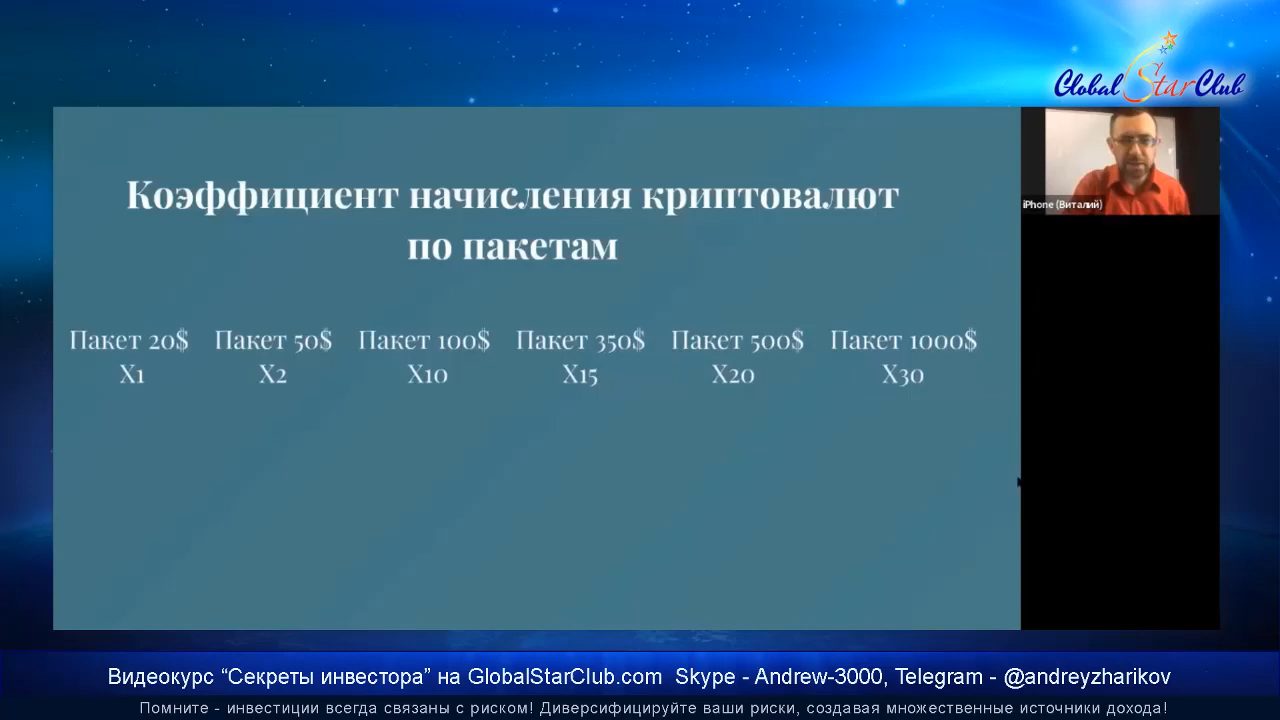 Global Star Club
Коэффициент начисления криптовалют
по пакетам
iPhone (Виталий)
Пакет 20$ Пакет 50$ Пакет 100$ Пакет 350$ Пакет 500$ Пакет 1000$
X1 X2 X10 X15 X20 X30
Видеокурс “Секреты инвестора” на GlobalStarClub.com Skype - Andrew-3000, Telegram - @andreyzharikov
Помните - инвестиции всегда связаны с риском! Диверсифицируйте ваши риски, создавая множественные источники дохода!